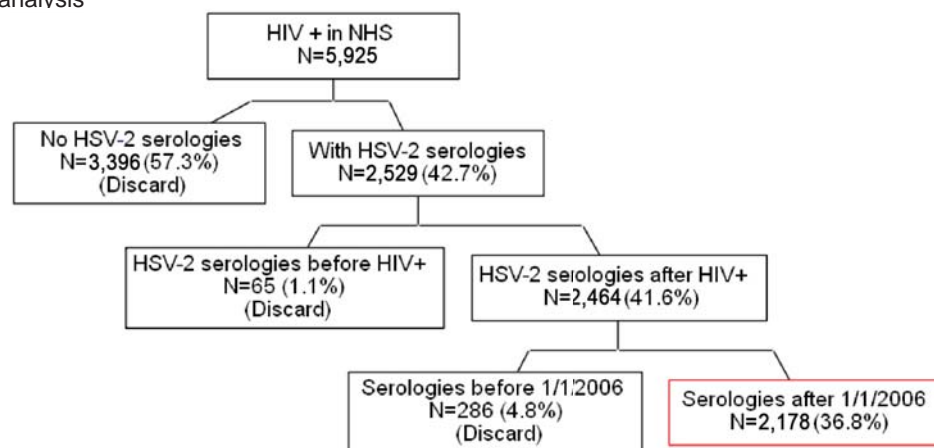 analysis
HIV + in NHS
N=5,925
No HSV-2 serologies
N=3,396 (57.3%)
(Discard)
With HSV-2 serologies
N=2,529 (42.7%)
HSV-2 serologies before HIV+
N=65 (1.1%)
(Discard)
HSV-2 serologies after HIV+
N=2,464 (41.6%)
Serologies before 1/1/2006
N=286 (4.8%)
(Discard)
Serologies after 1/1/2006
N=2,178 (36.8%)